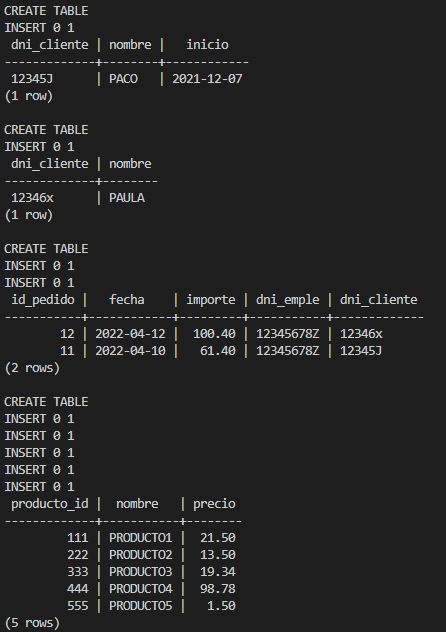 CREATE TABLE
INSERT 0 1
 dni_cliente | nombre |   inicio
-------------+--------+------------
 12345J      | PACO   | 2021-12-07
(1 row)

CREATE TABLE
INSERT 0 1
 dni_cliente | nombre
-------------+--------
 12346x      | PAULA
(1 row)

CREATE TABLE
INSERT 0 1
INSERT 0 1
 id_pedido |   fecha    | importe | dni_emple | dni_cliente
-----------+------------+---------+-----------+-------------
        12 | 2022-04-12 |  100.40 | 12345678Z | 12346x
        11 | 2022-04-10 |   61.40 | 12345678Z | 12345J
(2 rows)

CREATE TABLE
INSERT 0 1
INSERT 0 1
INSERT 0 1
INSERT 0 1
INSERT 0 1
 producto_id |  nombre   | precio
-------------+-----------+--------
         111 | PRODUCTO1 |  21.50
         222 | PRODUCTO2 |  13.50
         333 | PRODUCTO3 |  19.34
         444 | PRODUCTO4 |  98.78
         555 | PRODUCTO5 |   1.50
(5 rows)